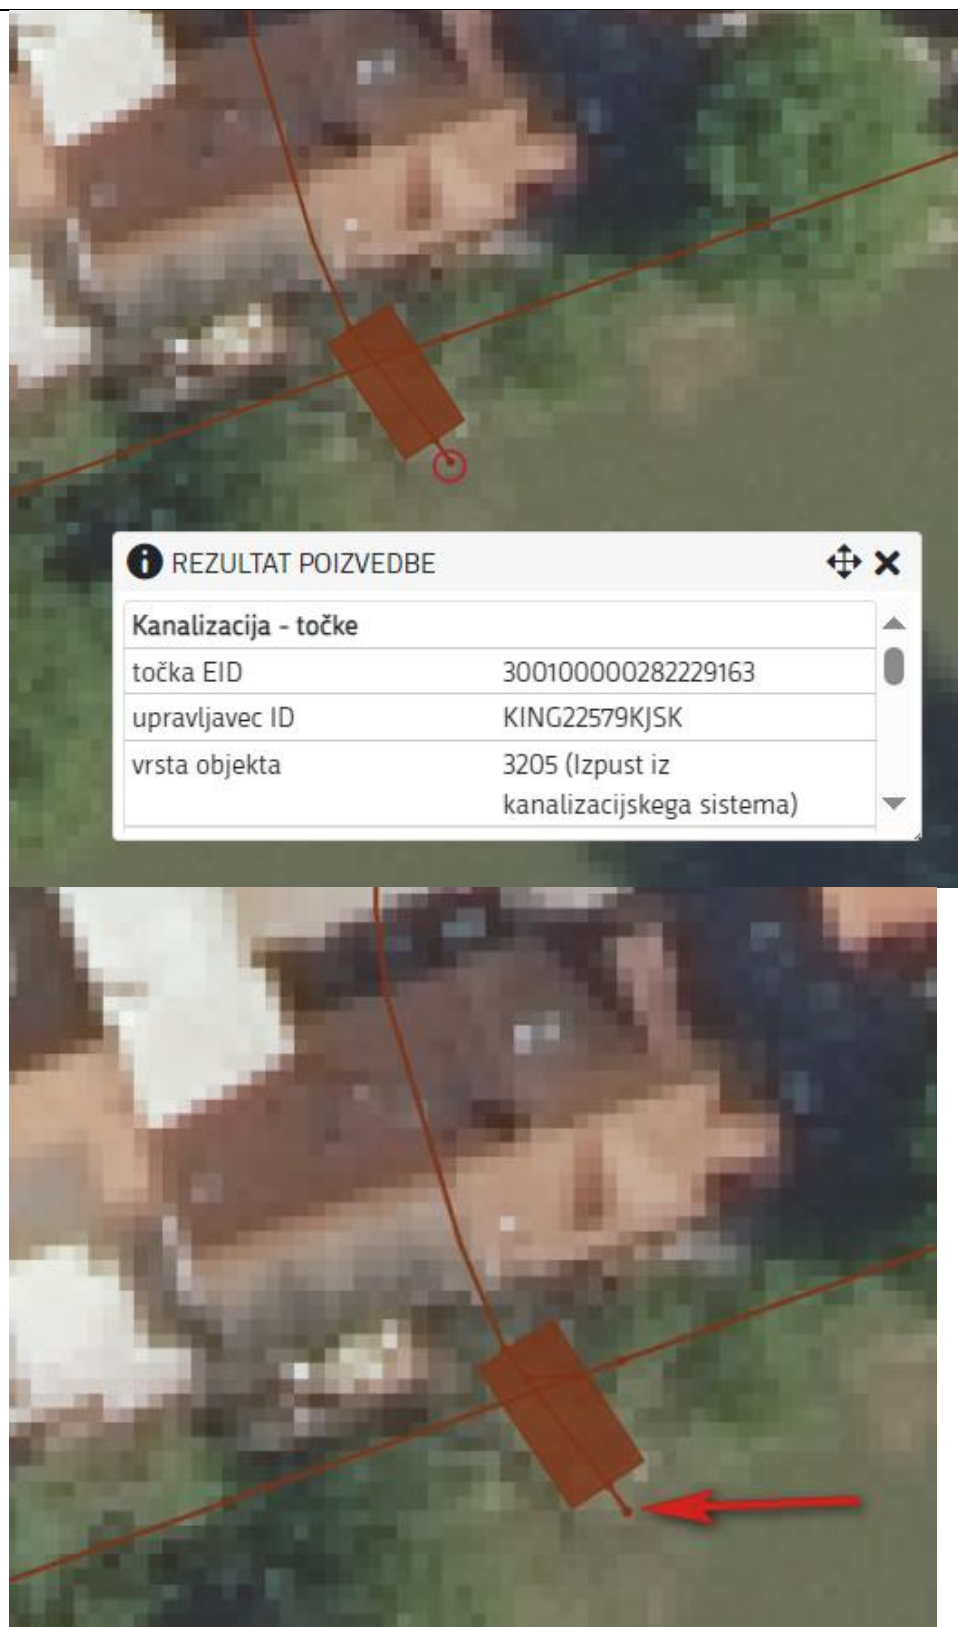 REZULTAT POIZVEDBE
Kanalizacija - točke
točka EID 300100000282229163
upravljavec ID KING22579KJSK
vrsta objekta 3205 (Izpust iz
kanalizacijskega sistema)